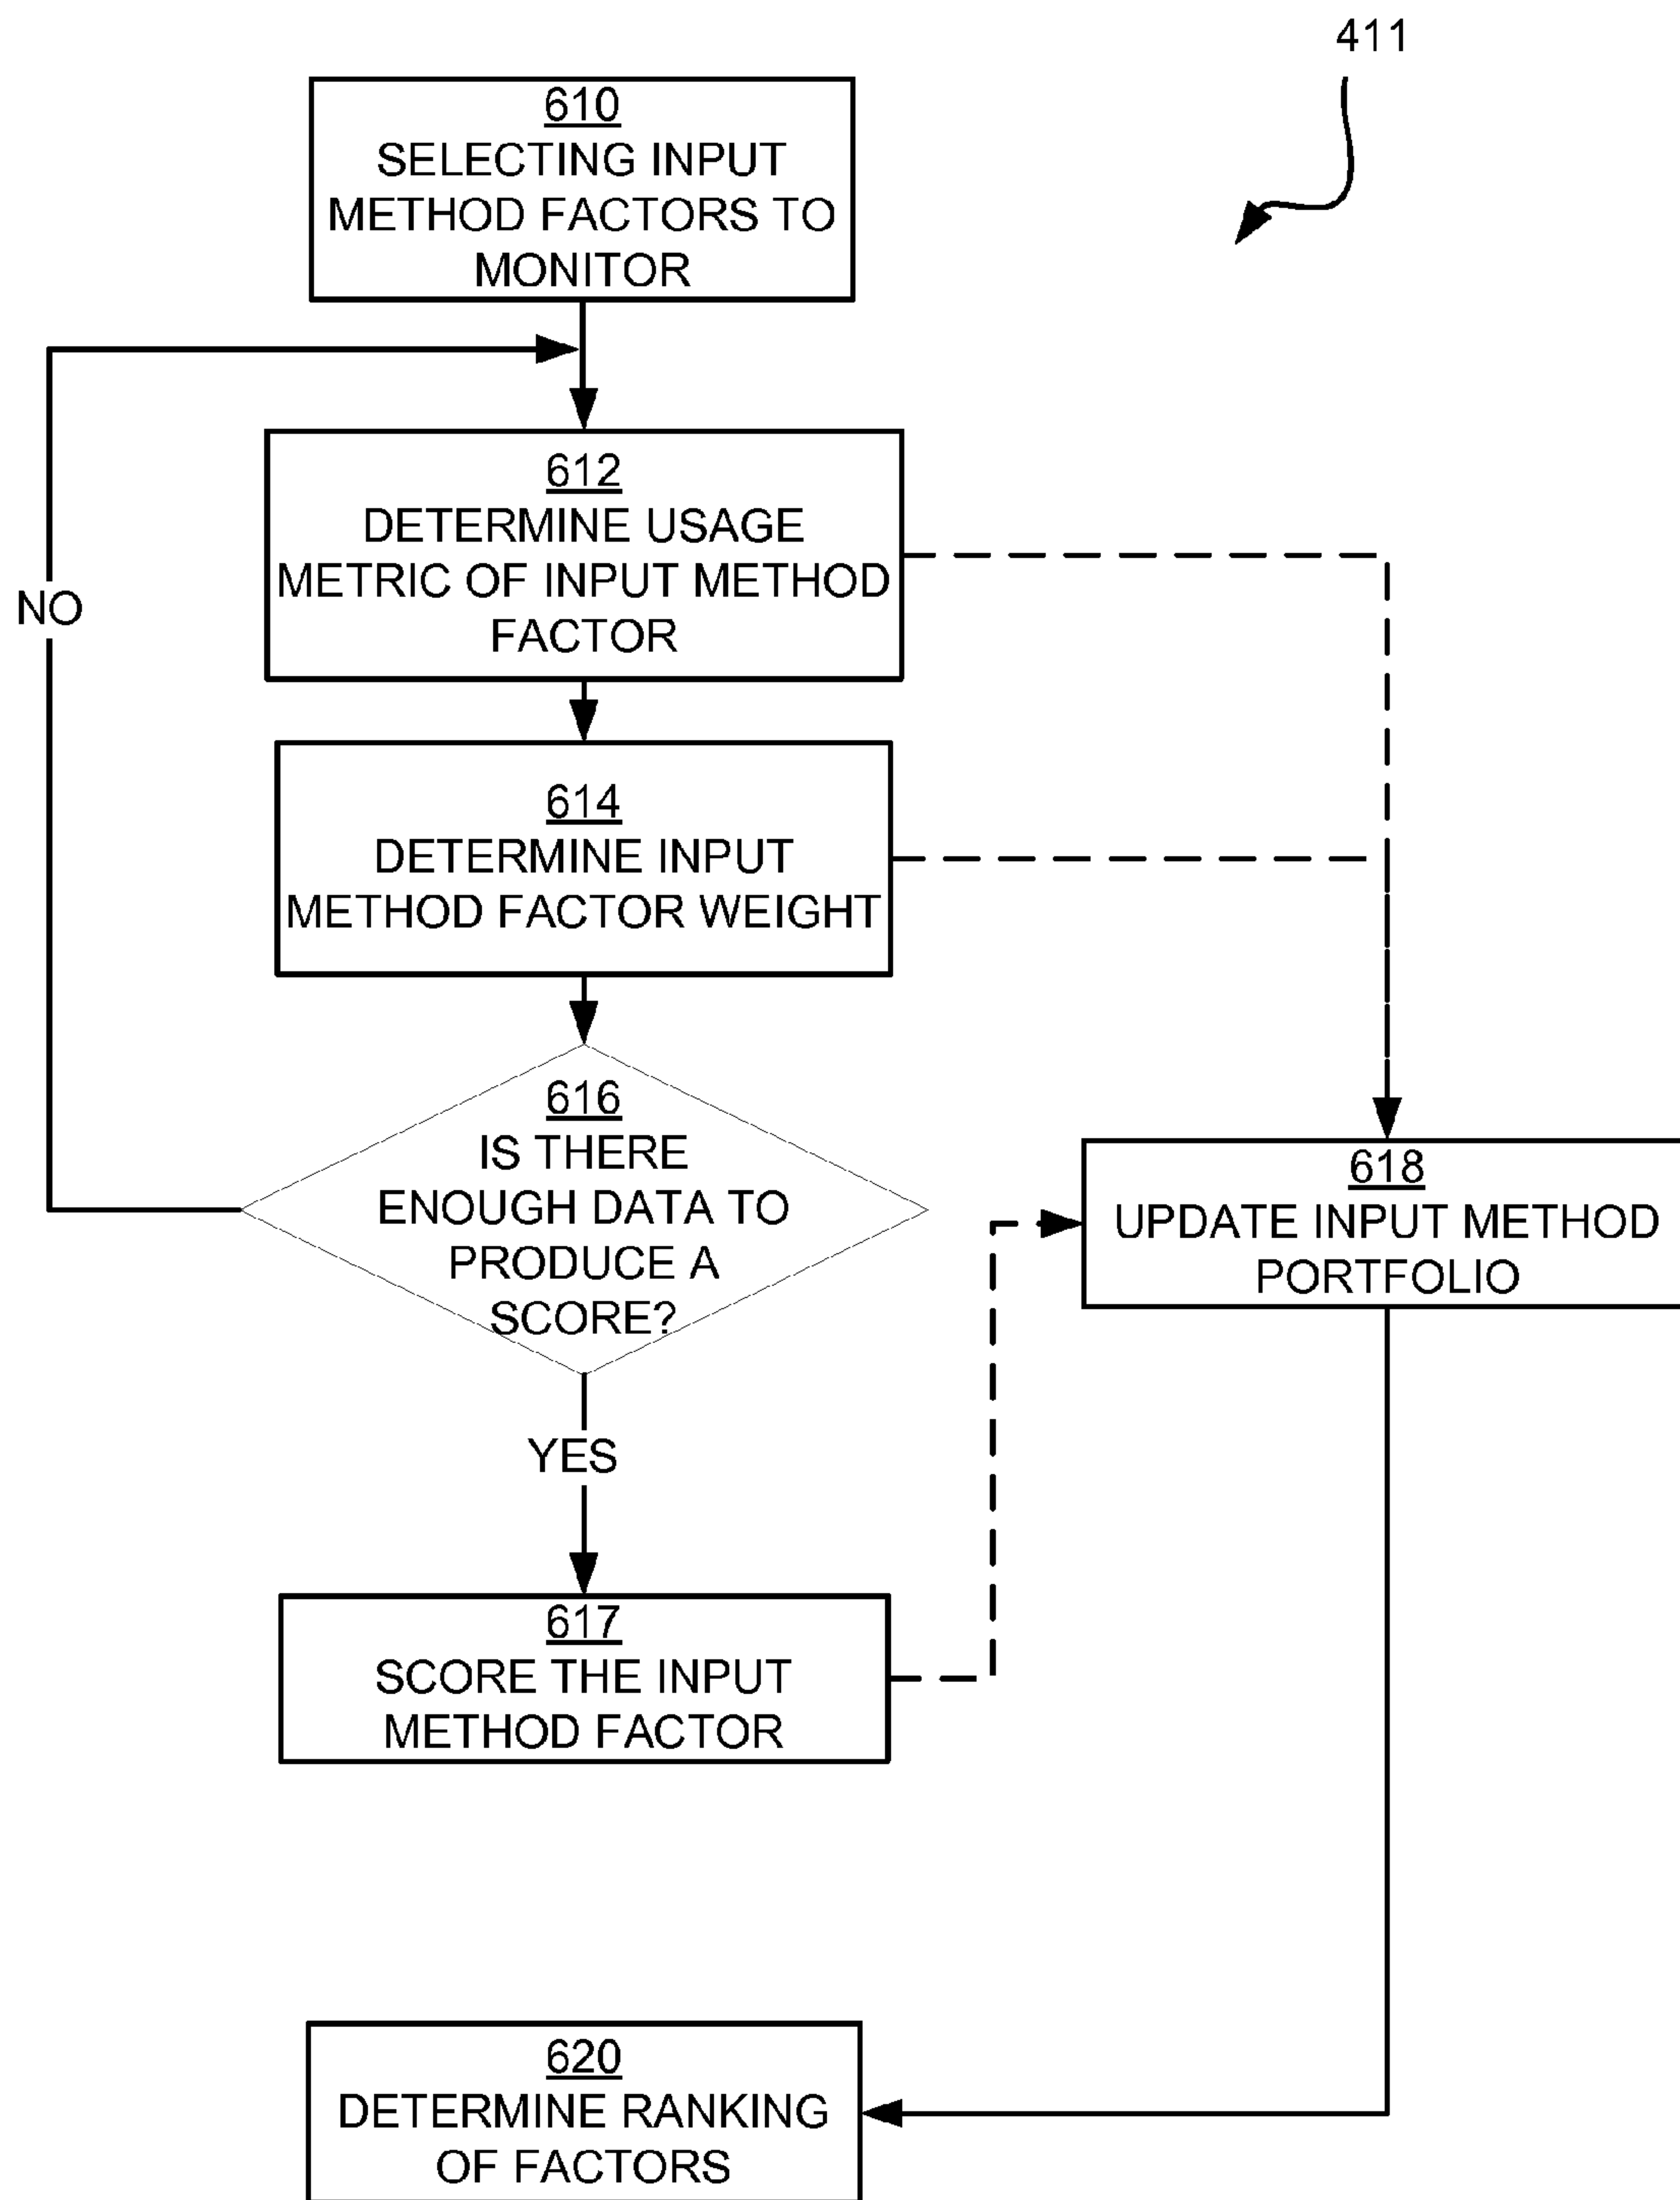 411
610
SELECTING INPUT
METHOD FACTORS TO
MONITOR
612
DETERMINE USAGE
METRIC OF INPUT METHOD
FACTOR
NO
614
DETERMINE INPUT
METHOD FACTOR WEIGHT
616
IS THERE
ENOUGH DATA TO
PRODUCE A
SCORE?
618
UPDATE INPUT METHOD
PORTFOLIO
YES
617
SCORE THE INPUT
METHOD FACTOR
620
DETERMINE RANKING
OF FACTORS